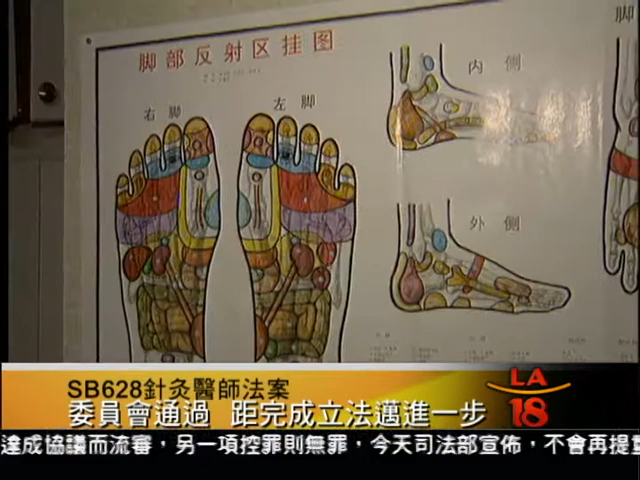 脚部反射区挂图
脚
内侧
右脚
左脚
外侧
SB628針灸醫師法案
委員會通過 距完成立法邁進一步
LA
18
達成協議而流審，另一項控罪則無罪，今天司法部宣佈，不會再提